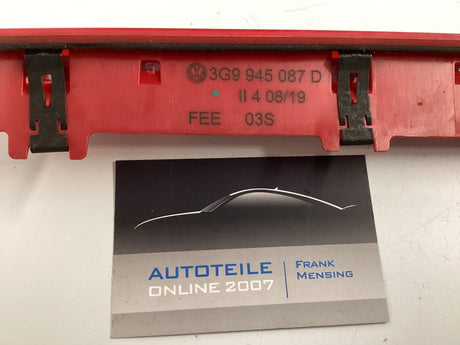 3G9 945 087 D
II 4 08/19
FEE 03S
AUTOTEILE
ONLINE 2007
FRANK
MENSING